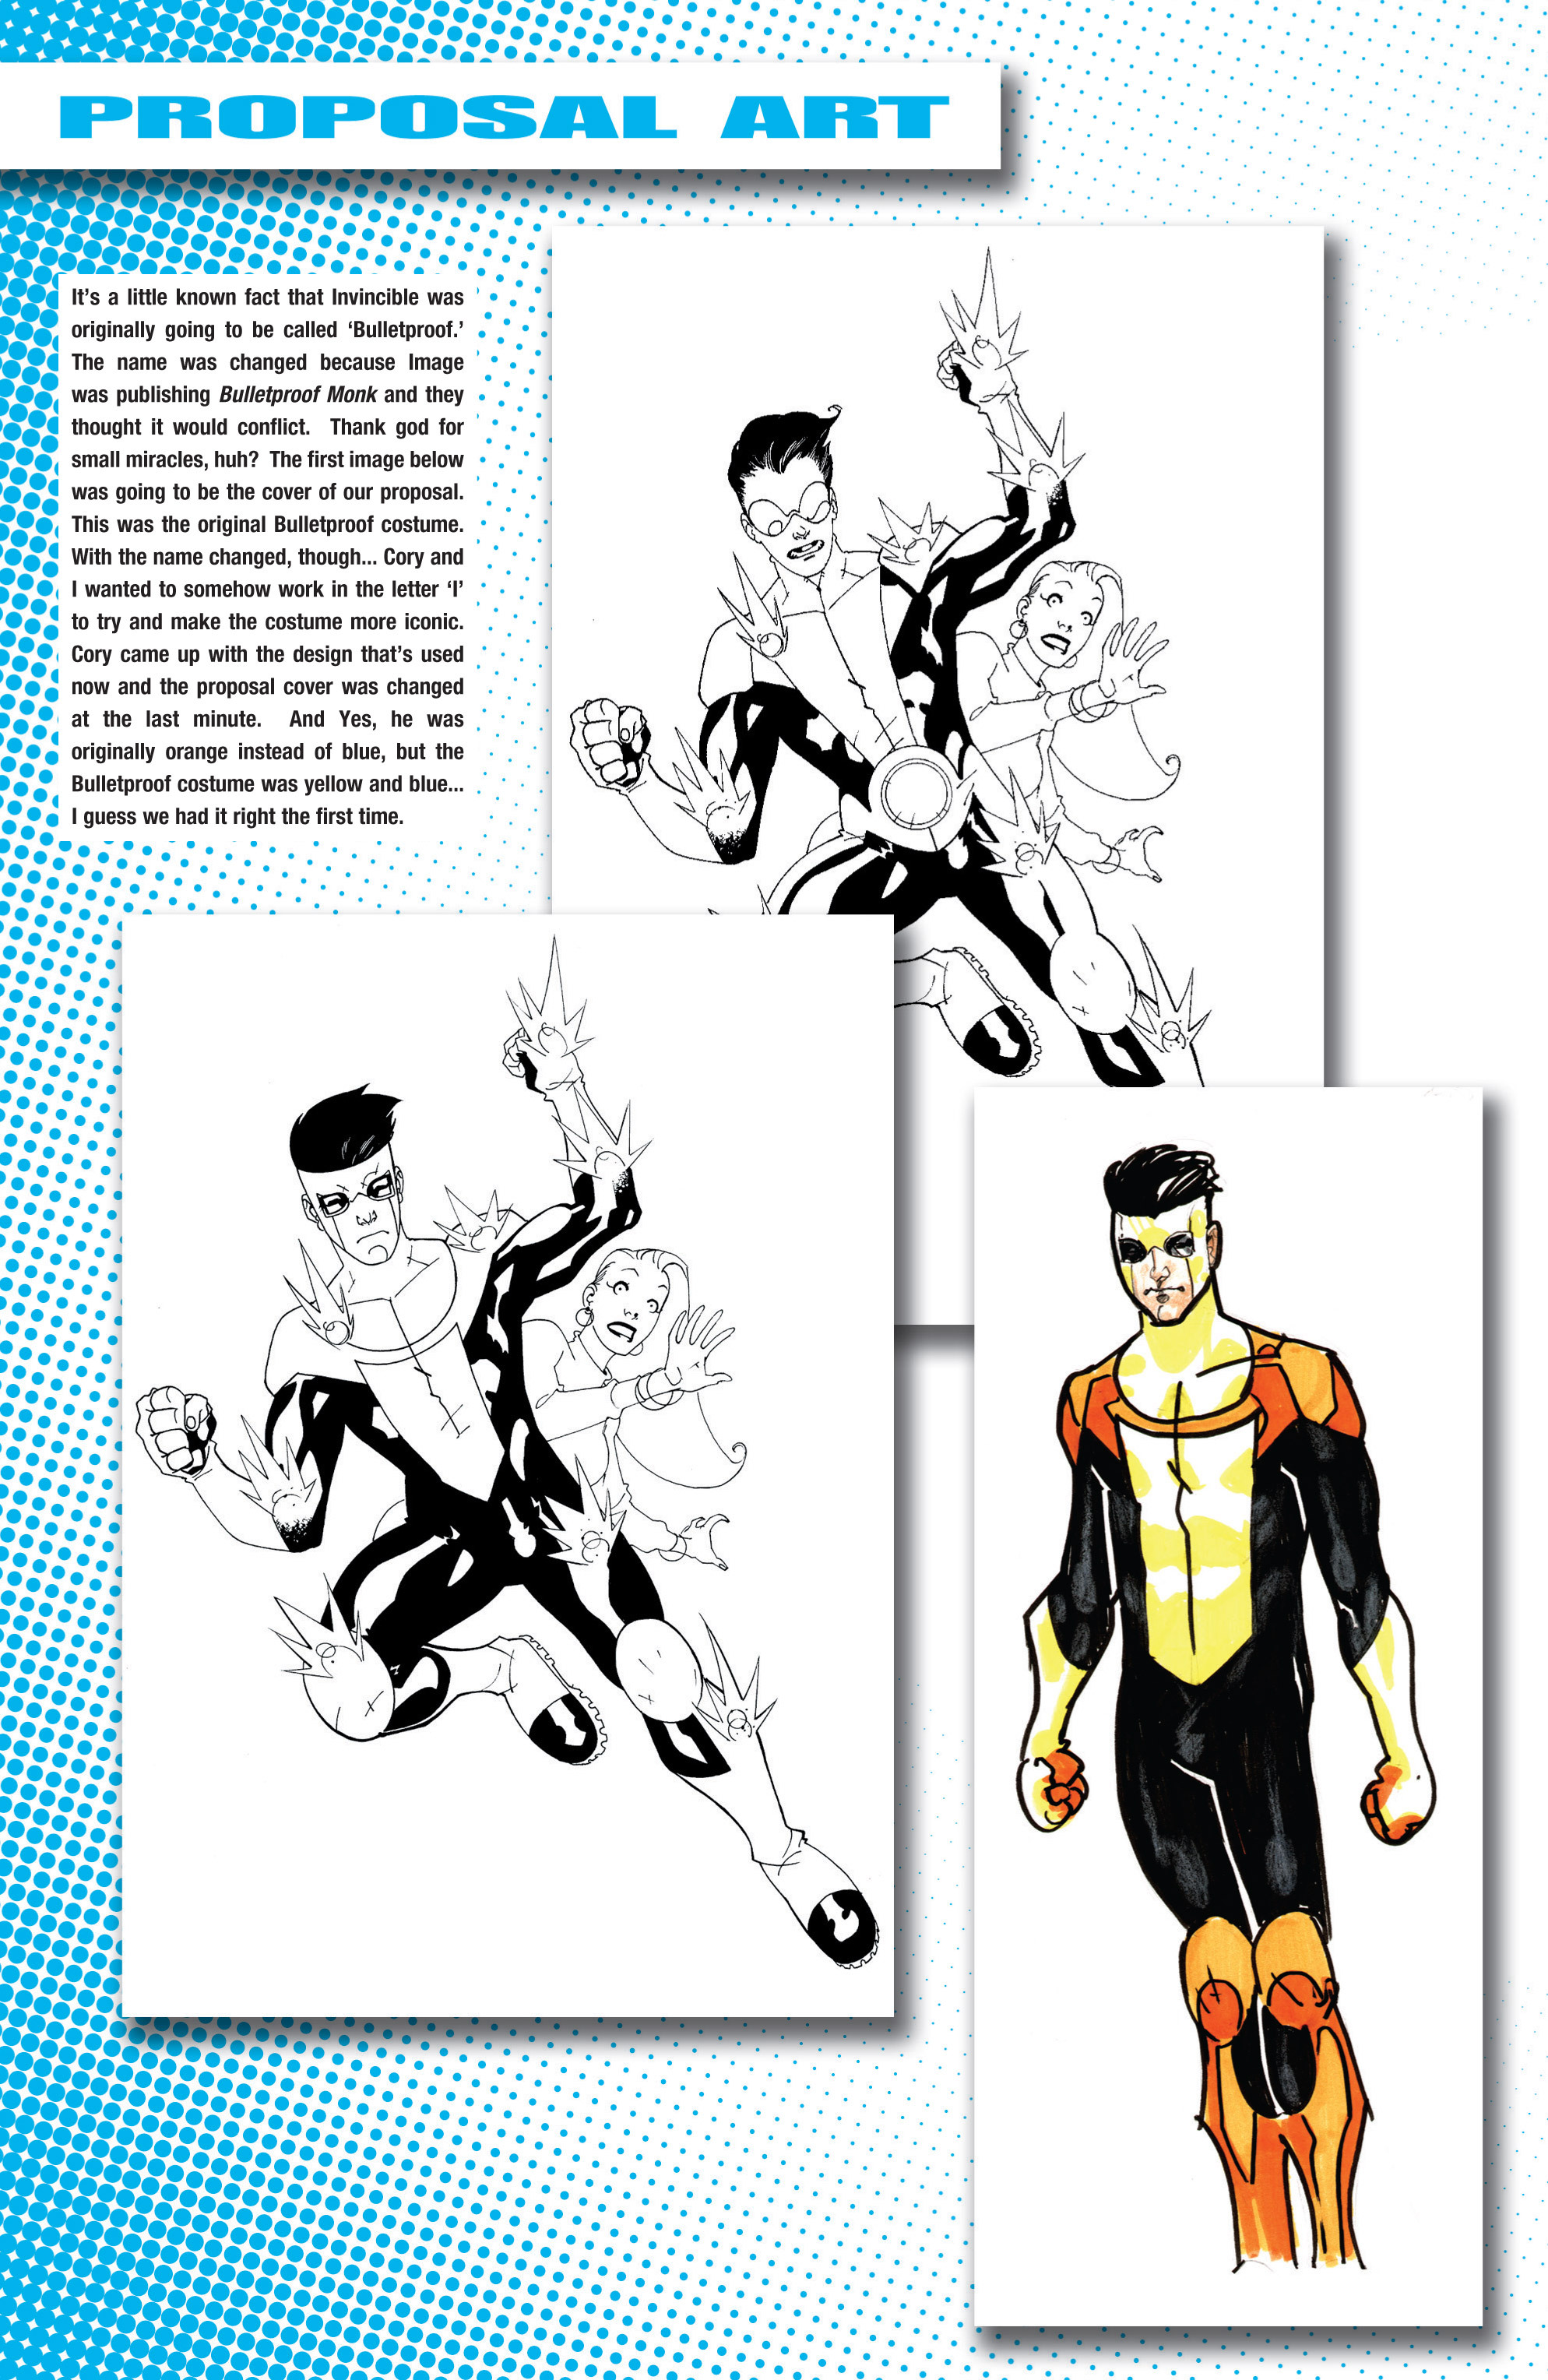 PROPOSAL ART
It’s a little known fact that Invincible was
originally going to be called ‘Bulletproof.’
The name was changed because Image
was publishing Bulletproof Monk and they
thought it would conflict.  Thank god for
small miracles, huh?  The first image below
was going to be the cover of our proposal.
This was the original Bulletproof costume.
With the name changed, though... Cory and
I wanted to somehow work in the letter ‘I’
to try and make the costume more iconic.
Cory came up with the design that’s used
now and the proposal cover was changed
at the last minute.  And Yes, he was
originally orange instead of blue, but the
Bulletproof costume was yellow and blue...
I guess we had it right the first time.